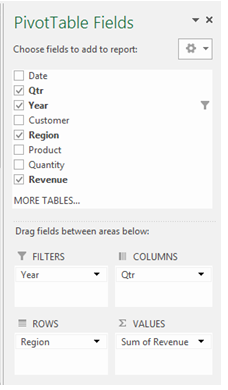 PivotTable Fields
Choose fields to add to report:
Date
Qtr
Year
Customer
Region
Product
Quantity
Revenue
MORE TABLES...
Drag fields between areas below:
FILTERS
COLUMNS
Year
Qtr
ROWS
VALUES
Region
Sum of Revenue